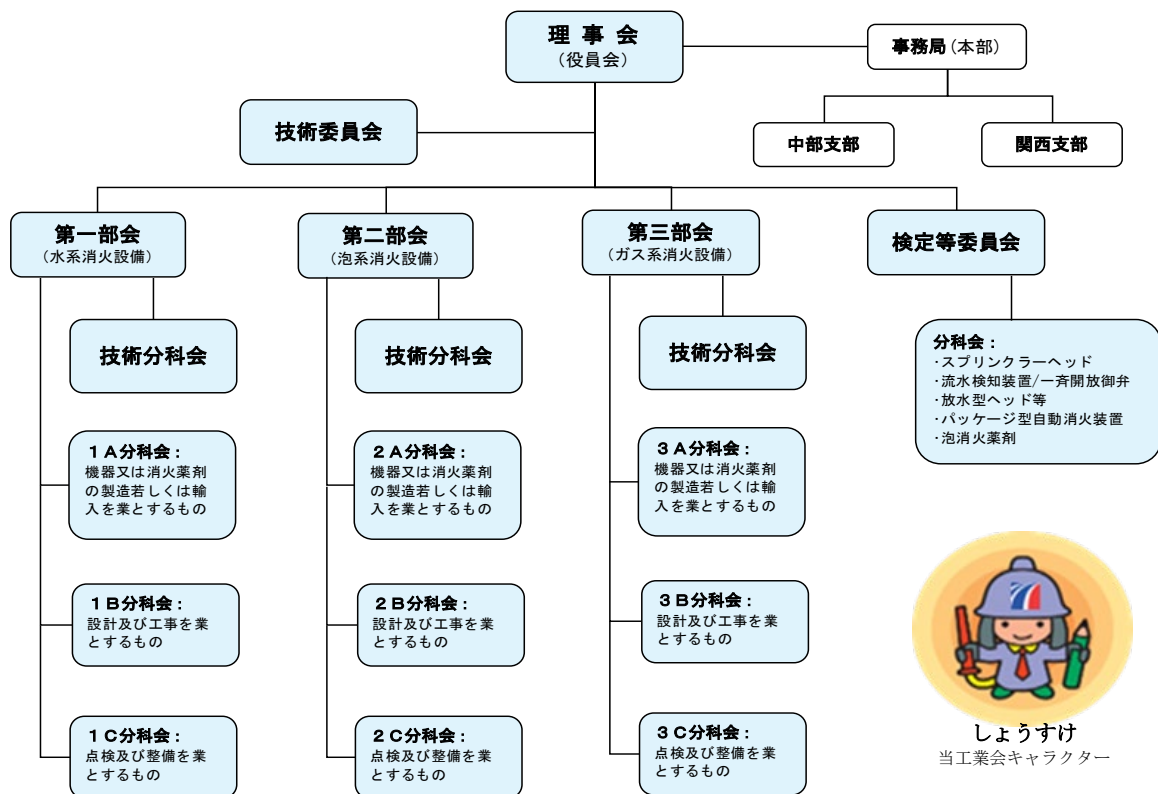 理事会
（役員会）
事務局（本部）
技術委員会
中部支部
関西支部
第一部会
（水系消火設備）
第二部会
（泡系消火設備）
第三部会
（ガス系消火設備）
検定等委員会
技術分科会
技術分科会
技術分科会
分科会：
・スプリンクラーヘッド
・流水検知装置/一斉開放御弁
・放水型ヘッド等
・パッケージ型自動消火装置
・泡消火薬剤
１Ａ分科会：
機器又は消火薬剤
の製造若しくは輸
入を業とするもの
２Ａ分科会：
機器又は消火薬剤
の製造若しくは輸
入を業とするもの
３Ａ分科会：
機器又は消火薬剤
の製造若しくは輸
入を業とするもの
１Ｂ分科会：
設計及び工事を業
とするもの
２Ｂ分科会：
設計及び工事を業
とするもの
３Ｂ分科会：
設計及び工事を業
とするもの
１Ｃ分科会：
点検及び整備を業
とするもの
２Ｃ分科会：
点検及び整備を業
とするもの
３Ｃ分科会：
点検及び整備を業
とするもの
しょうすけ
当工業会キャラクター